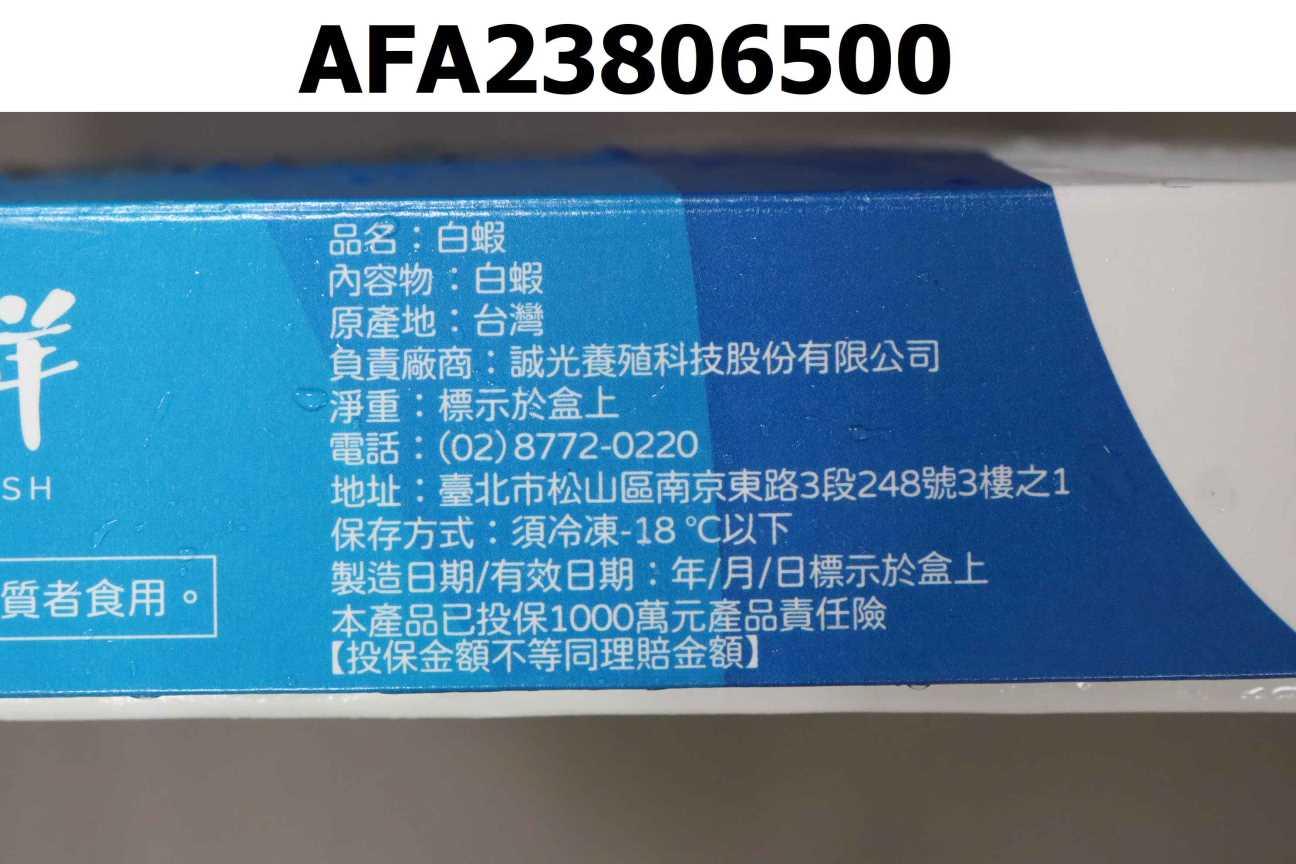 AFA23806500
品名：白蝦
內容物：白蝦
原產地：台灣
負責廠商：誠光養殖科技股份有限公司
淨重：標示於盒上
電話：(02)8772-0220
地址：臺北市松山區南京東路3段248號3樓之1
保存方式：須冷凍-18 °C以下
製造日期/有效日期：年/月/日標示於盒上
本產品已投保1000萬元產品責任險
【投保金額不等同理賠金額】
鮮
SH
質者食用。